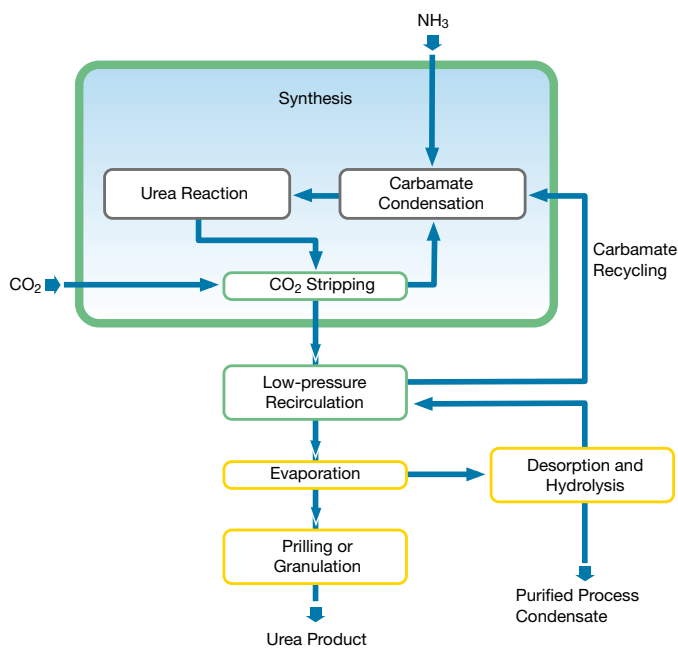 NH₃
Synthesis
Urea Reaction
Carbamate
Condensation
Carbamate
Recycling
CO₂
CO₂ Stripping
Low-pressure
Recirculation
Evaporation
Desorption and
Hydrolysis
Prilling or
Granulation
Purified Process
Condensate
Urea Product